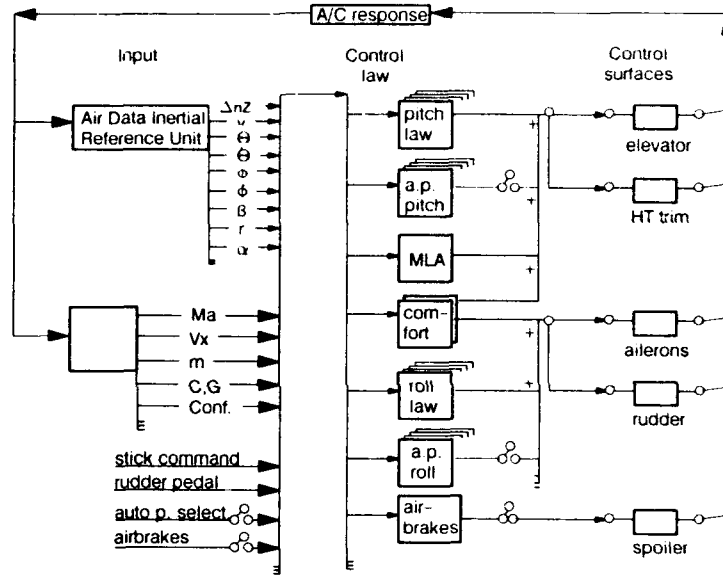 A/C response
Input
Control
law
Control
surfaces
Air Data Inertial
Reference Unit
Δnz
v
Θ
Θ̇
Φ
ϕ
β
r
α
Ma
Vx
m
C,G
Conf.
stick command
rudder pedal
auto p. select
airbrakes
pitch
law
a.p.
pitch
MLA
com-
fort
roll
law
a.p.
roll
air-
brakes
+
+
+
+
+
+
elevator
HT trim
ailerons
rudder
spoiler